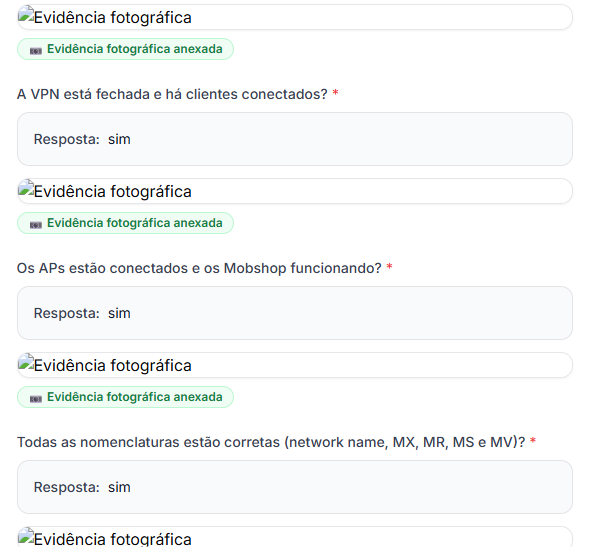 Evidência fotográfica
Evidência fotográfica anexada
A VPN está fechada e há clientes conectados? *
Resposta: sim
Evidência fotográfica
Evidência fotográfica anexada
Os APs estão conectados e os Mobshop funcionando? *
Resposta: sim
Evidência fotográfica
Evidência fotográfica anexada
Todas as nomenclaturas estão corretas (network name, MX, MR, MS e MV)? *
Resposta: sim
Evidência fotográfica